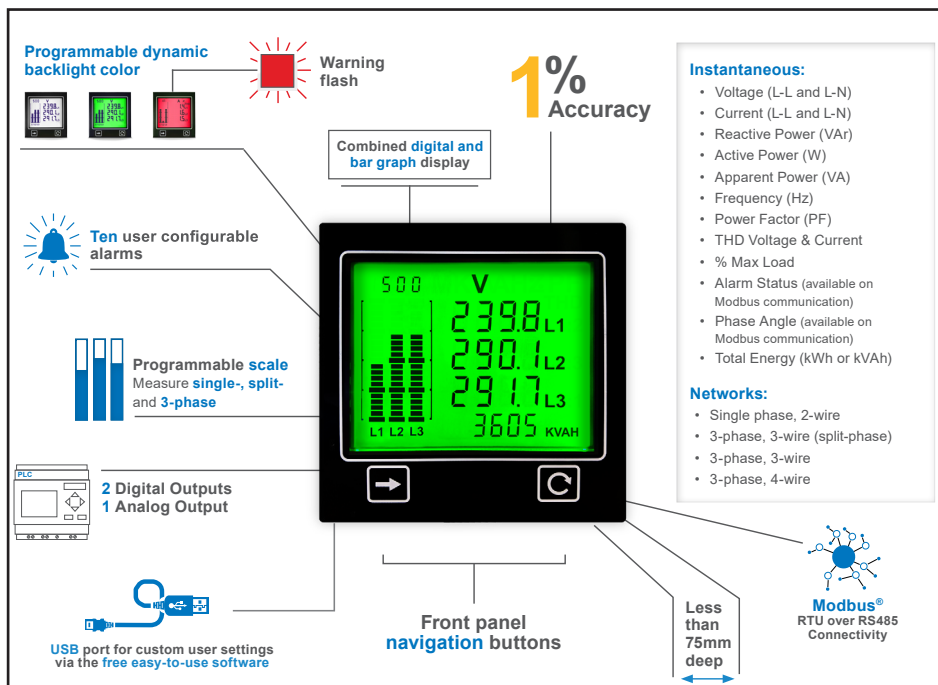 Programmable dynamic
backlight color
Warning
flash
1%
Accuracy
Combined digital and
bar graph display
Ten user configurable
alarms
Programmable scale
Measure single-, split-
and 3-phase
PLC
2 Digital Outputs
1 Analog Output
USB port for custom user settings
via the free easy-to-use software
500 V
239.8 L1
290.1 L2
291.7 L3
L1 L2 L3
3605 KVAH
Front panel
navigation buttons
Less
than
75mm
deep
Instantaneous:
• Voltage (L-L and L-N)
• Current (L-L and L-N)
• Reactive Power (VAr)
• Active Power (W)
• Apparent Power (VA)
• Frequency (Hz)
• Power Factor (PF)
• THD Voltage & Current
• % Max Load
• Alarm Status (available on
Modbus communication)
• Phase Angle (available on
Modbus communication)
• Total Energy (kWh or kVAh)
Networks:
• Single phase, 2-wire
• 3-phase, 3-wire (split-phase)
• 3-phase, 3-wire
• 3-phase, 4-wire
Modbus®
RTU over RS485
Connectivity